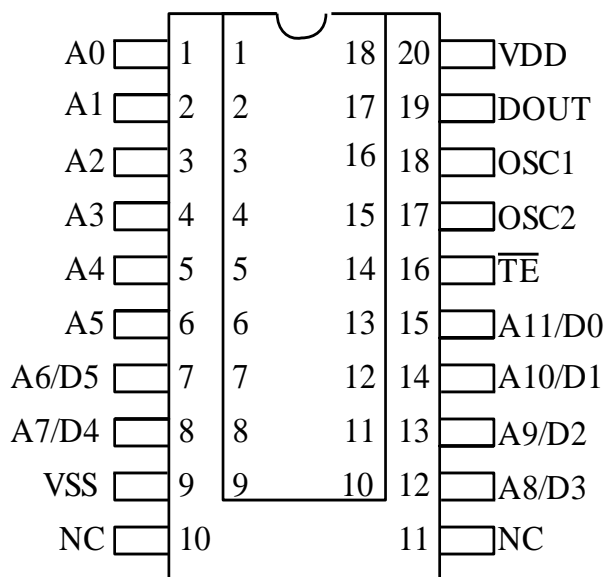 A0 1 1 18 20 VDD
A1 2 2 17 19 DOUT
A2 3 3 16 18 OSC1
A3 4 4 15 17 OSC2
A4 5 5 14 16 T̅E̅
A5 6 6 13 15 A11/D0
A6/D5 7 7 12 14 A10/D1
A7/D4 8 8 11 13 A9/D2
VSS 9 9 10 12 A8/D3
NC 10 11 NC